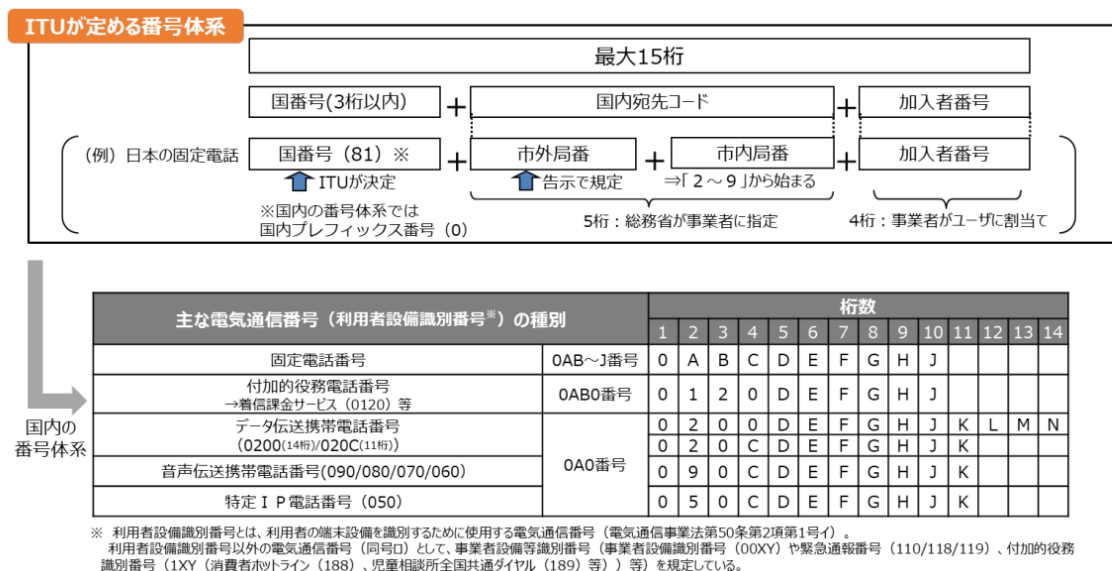 ITUが定める番号体系
最大15桁
国番号(3桁以内) + 国内宛先コード + 加入者番号
（例）日本の固定電話 国番号（81）※ + 市外局番 + 市内局番 + 加入者番号
ITUが決定 告示で規定 ⇒「２～９」から始まる
※国内の番号体系では
国内プレフィックス番号（0）
5桁：総務省が事業者に指定 4桁：事業者がユーザに割当て
国内の
番号体系
主な電気通信番号（利用者設備識別番号※）の種別 桁数
1 2 3 4 5 6 7 8 9 10 11 12 13 14
固定電話番号 0AB～J番号 0 A B C D E F G H J
付加的役務電話番号
→着信課金サービス（0120）等
0AB0番号 0 1 2 0 D E F G H J
データ伝送携帯電話番号
（0200(14桁)/020C(11桁)）
0 2 0 0 D E F G H J K L M N
0 2 0 C D E F G H J K
0A0番号
音声伝送携帯電話番号(090/080/070/060) 0 9 0 C D E F G H J K
特定ＩＰ電話番号（050） 0 5 0 C D E F G H J K
※ 利用者設備識別番号とは、利用者の端末設備を識別するために使用する電気通信番号（電気通信事業法第50条第2項第1号イ）。
利用者設備識別番号以外の電気通信番号（同号ロ）として、事業者設備等識別番号（事業者設備識別番号（00XY）や緊急通報番号（110/118/119）、付加的役務
識別番号（1XY（消費者ホットライン（188）、児童相談所全国共通ダイヤル（189）等））等）を規定している。